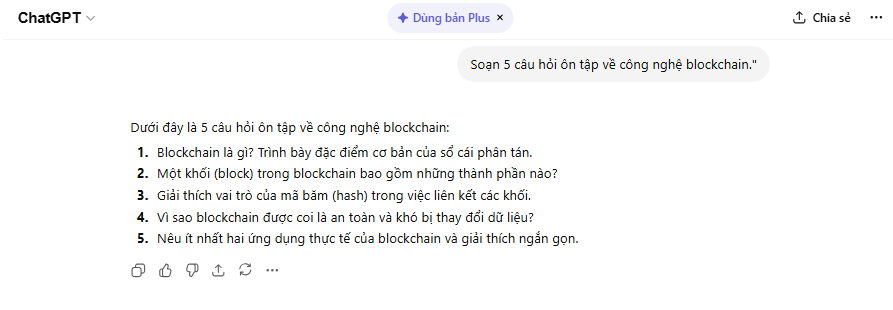 ChatGPT
Dùng bản Plus ×
Chia sẻ
Soạn 5 câu hỏi ôn tập về công nghệ blockchain."
Dưới đây là 5 câu hỏi ôn tập về công nghệ blockchain:
1. Blockchain là gì? Trình bày đặc điểm cơ bản của sổ cái phân tán.
2. Một khối (block) trong blockchain bao gồm những thành phần nào?
3. Giải thích vai trò của mã băm (hash) trong việc liên kết các khối.
4. Vì sao blockchain được coi là an toàn và khó bị thay đổi dữ liệu?
5. Nêu ít nhất hai ứng dụng thực tế của blockchain và giải thích ngắn gọn.